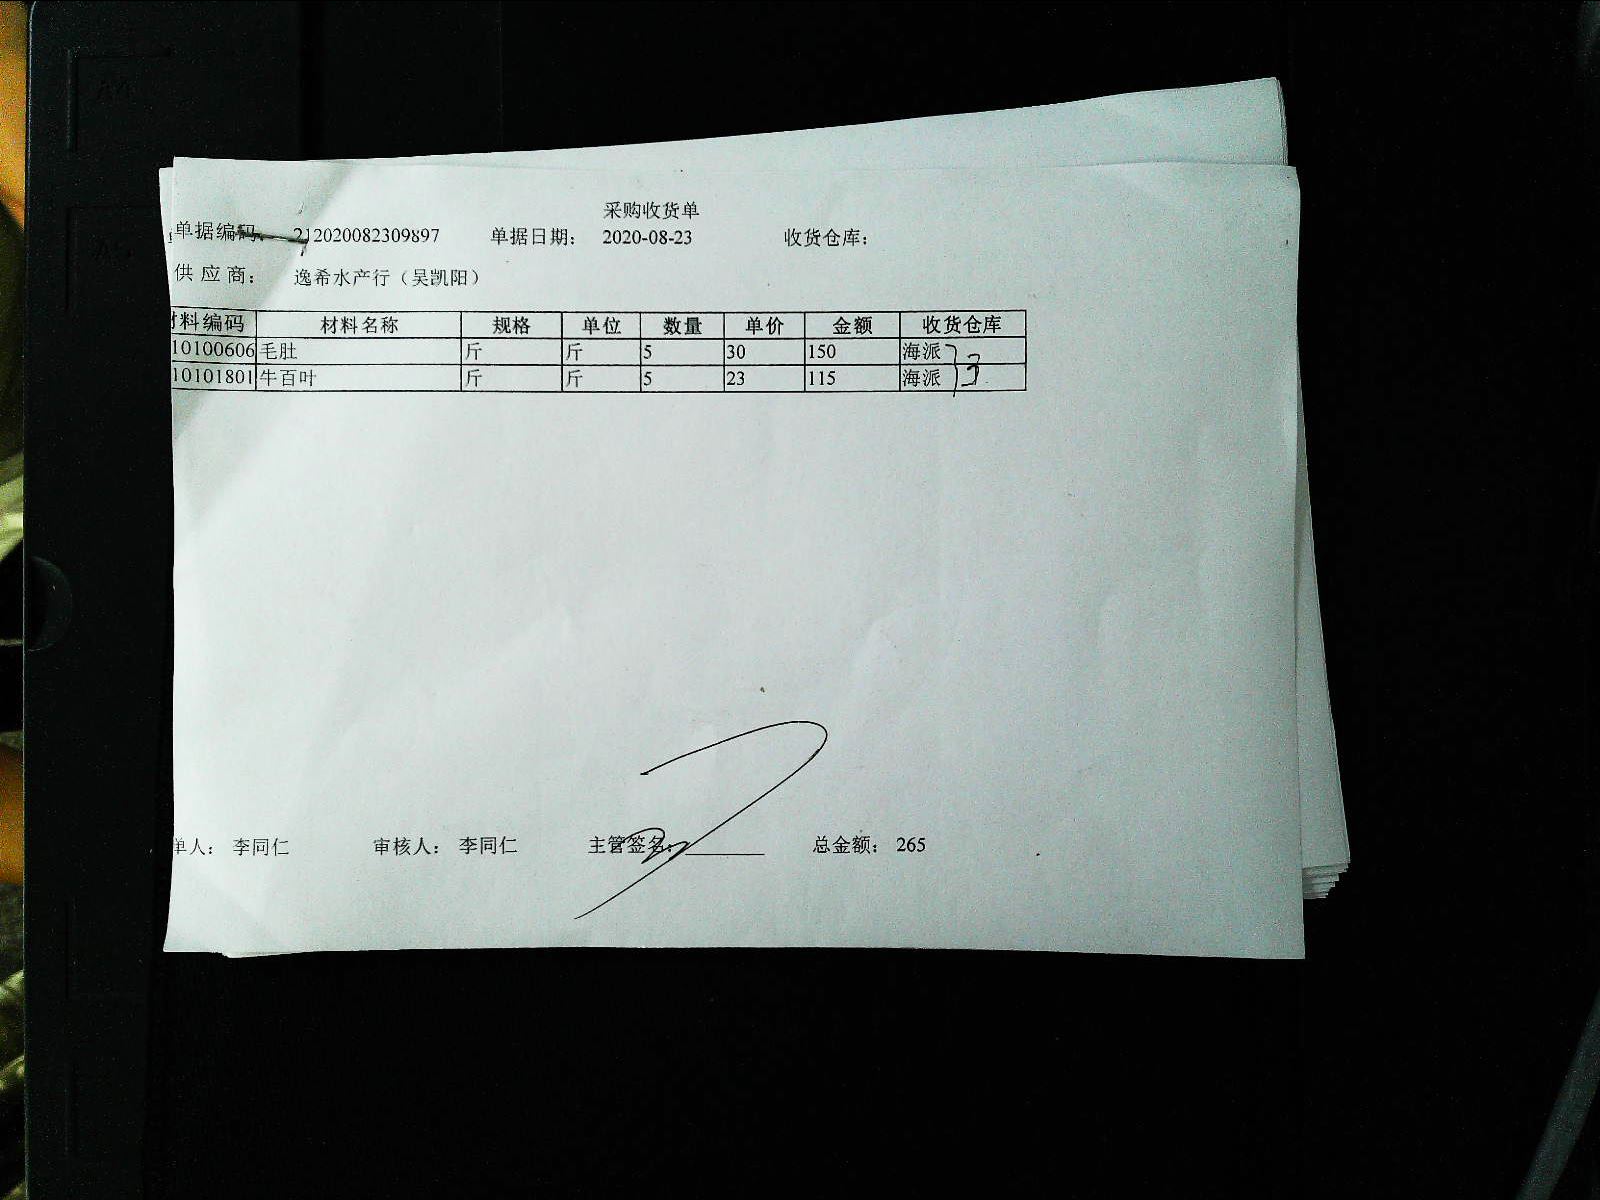 采购收货单
单据编码: 212020082309897 单据日期: 2020-08-23 收货仓库:
供应商: 逸希水产行（吴凯阳）
材料编码 材料名称 规格 单位 数量 单价 金额 收货仓库
10100606 毛肚 斤 斤 5 30 150 海派
10101801 牛百叶 斤 斤 5 23 115 海派
单人: 李同仁 审核人: 李同仁 主管签名: 总金额: 265